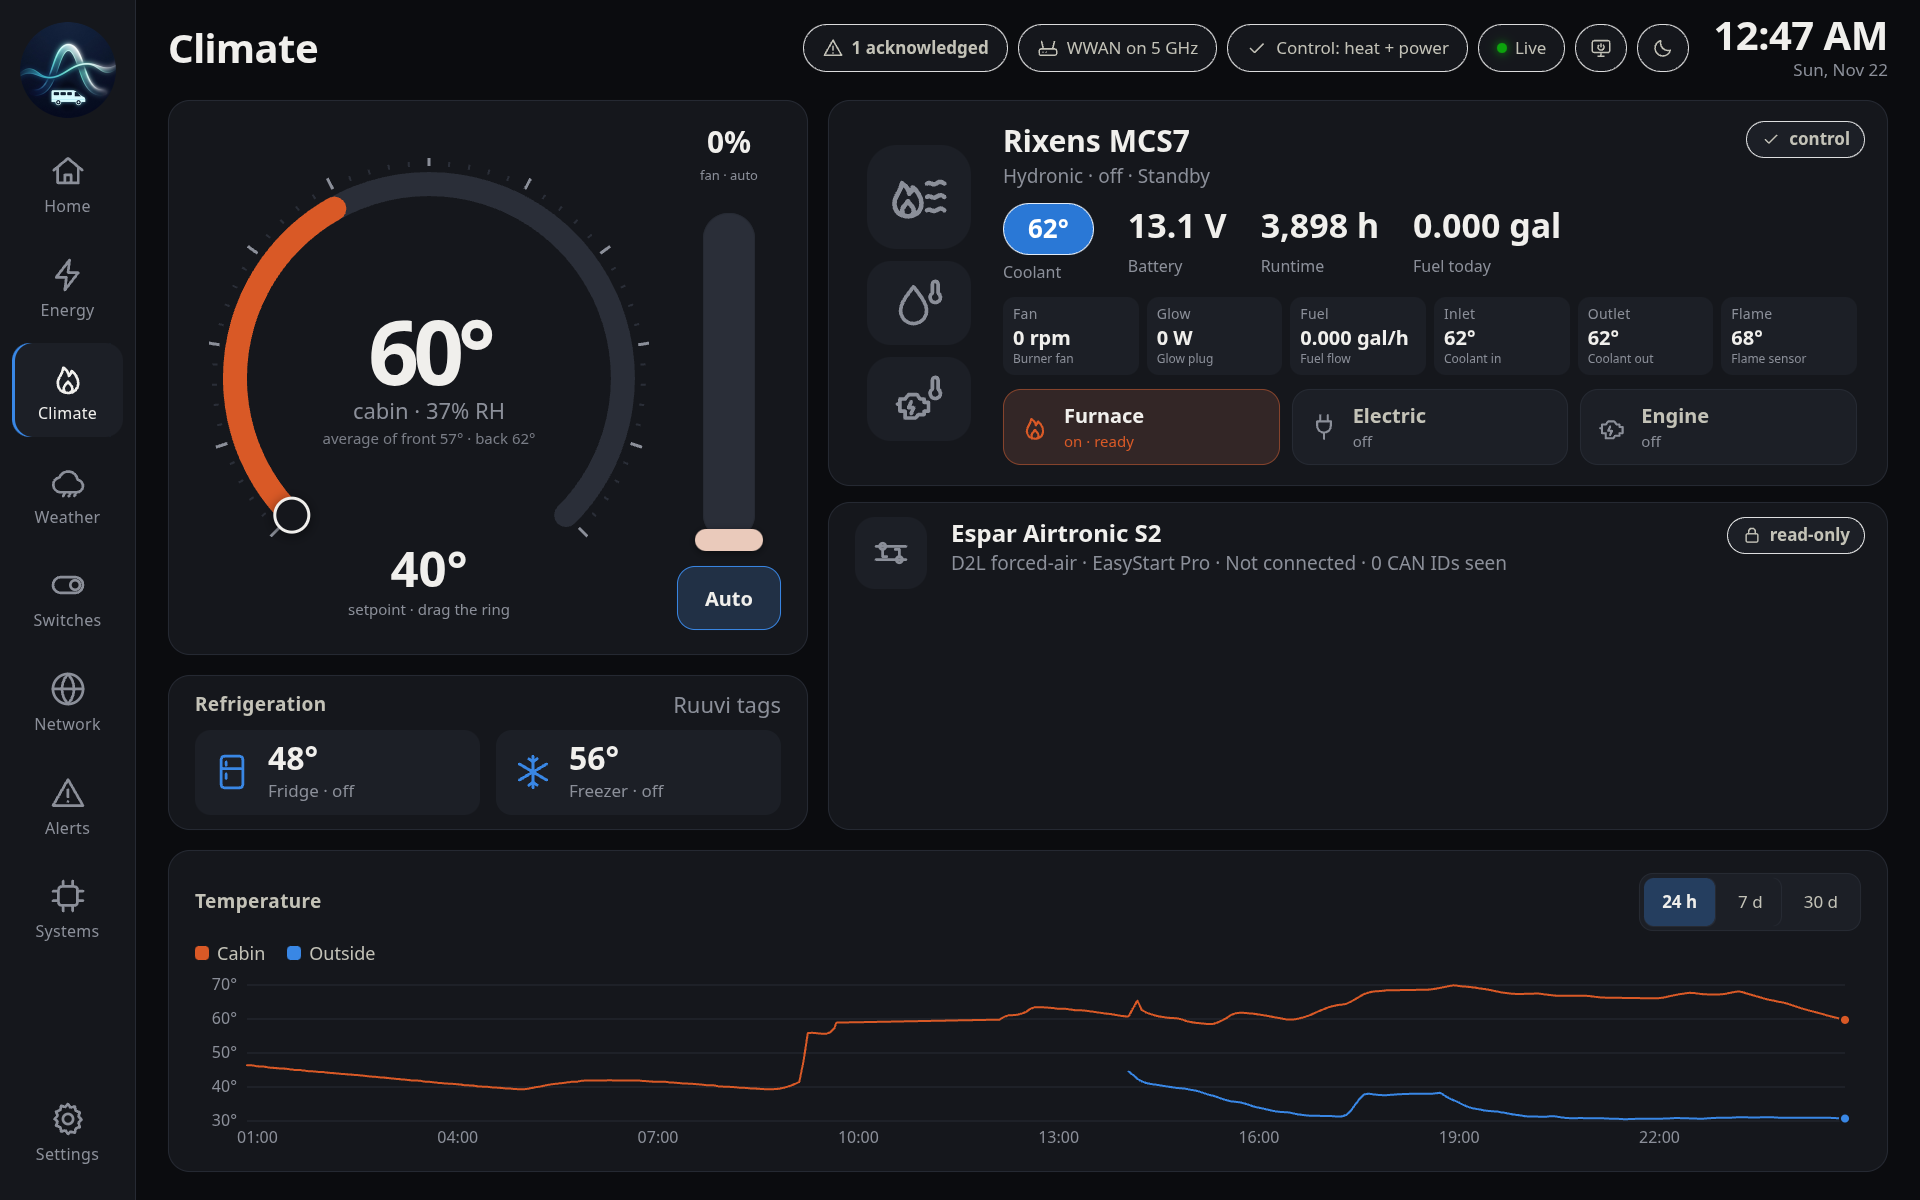 Climate
1 acknowledged
WWAN on 5 GHz
Control: heat + power
Live
12:47 AM
Sun, Nov 22
Home
Energy
Climate
Weather
Switches
Network
Alerts
Systems
Settings
0%
fan · auto
60°
cabin · 37% RH
average of front 57° · back 62°
40°
setpoint · drag the ring
Auto
Rixens MCS7
control
Hydronic · off · Standby
62°
Coolant
13.1 V
Battery
3,898 h
Runtime
0.000 gal
Fuel today
Fan
0 rpm
Burner fan
Glow
0 W
Glow plug
Fuel
0.000 gal/h
Fuel flow
Inlet
62°
Coolant in
Outlet
62°
Coolant out
Flame
68°
Flame sensor
Furnace
on · ready
Electric
off
Engine
off
Espar Airtronic S2
read-only
D2L forced-air · EasyStart Pro · Not connected · 0 CAN IDs seen
Refrigeration
Ruuvi tags
48°
Fridge · off
56°
Freezer · off
Temperature
24 h
7 d
30 d
Cabin
Outside
70°
60°
50°
40°
30°
01:00
04:00
07:00
10:00
13:00
16:00
19:00
22:00